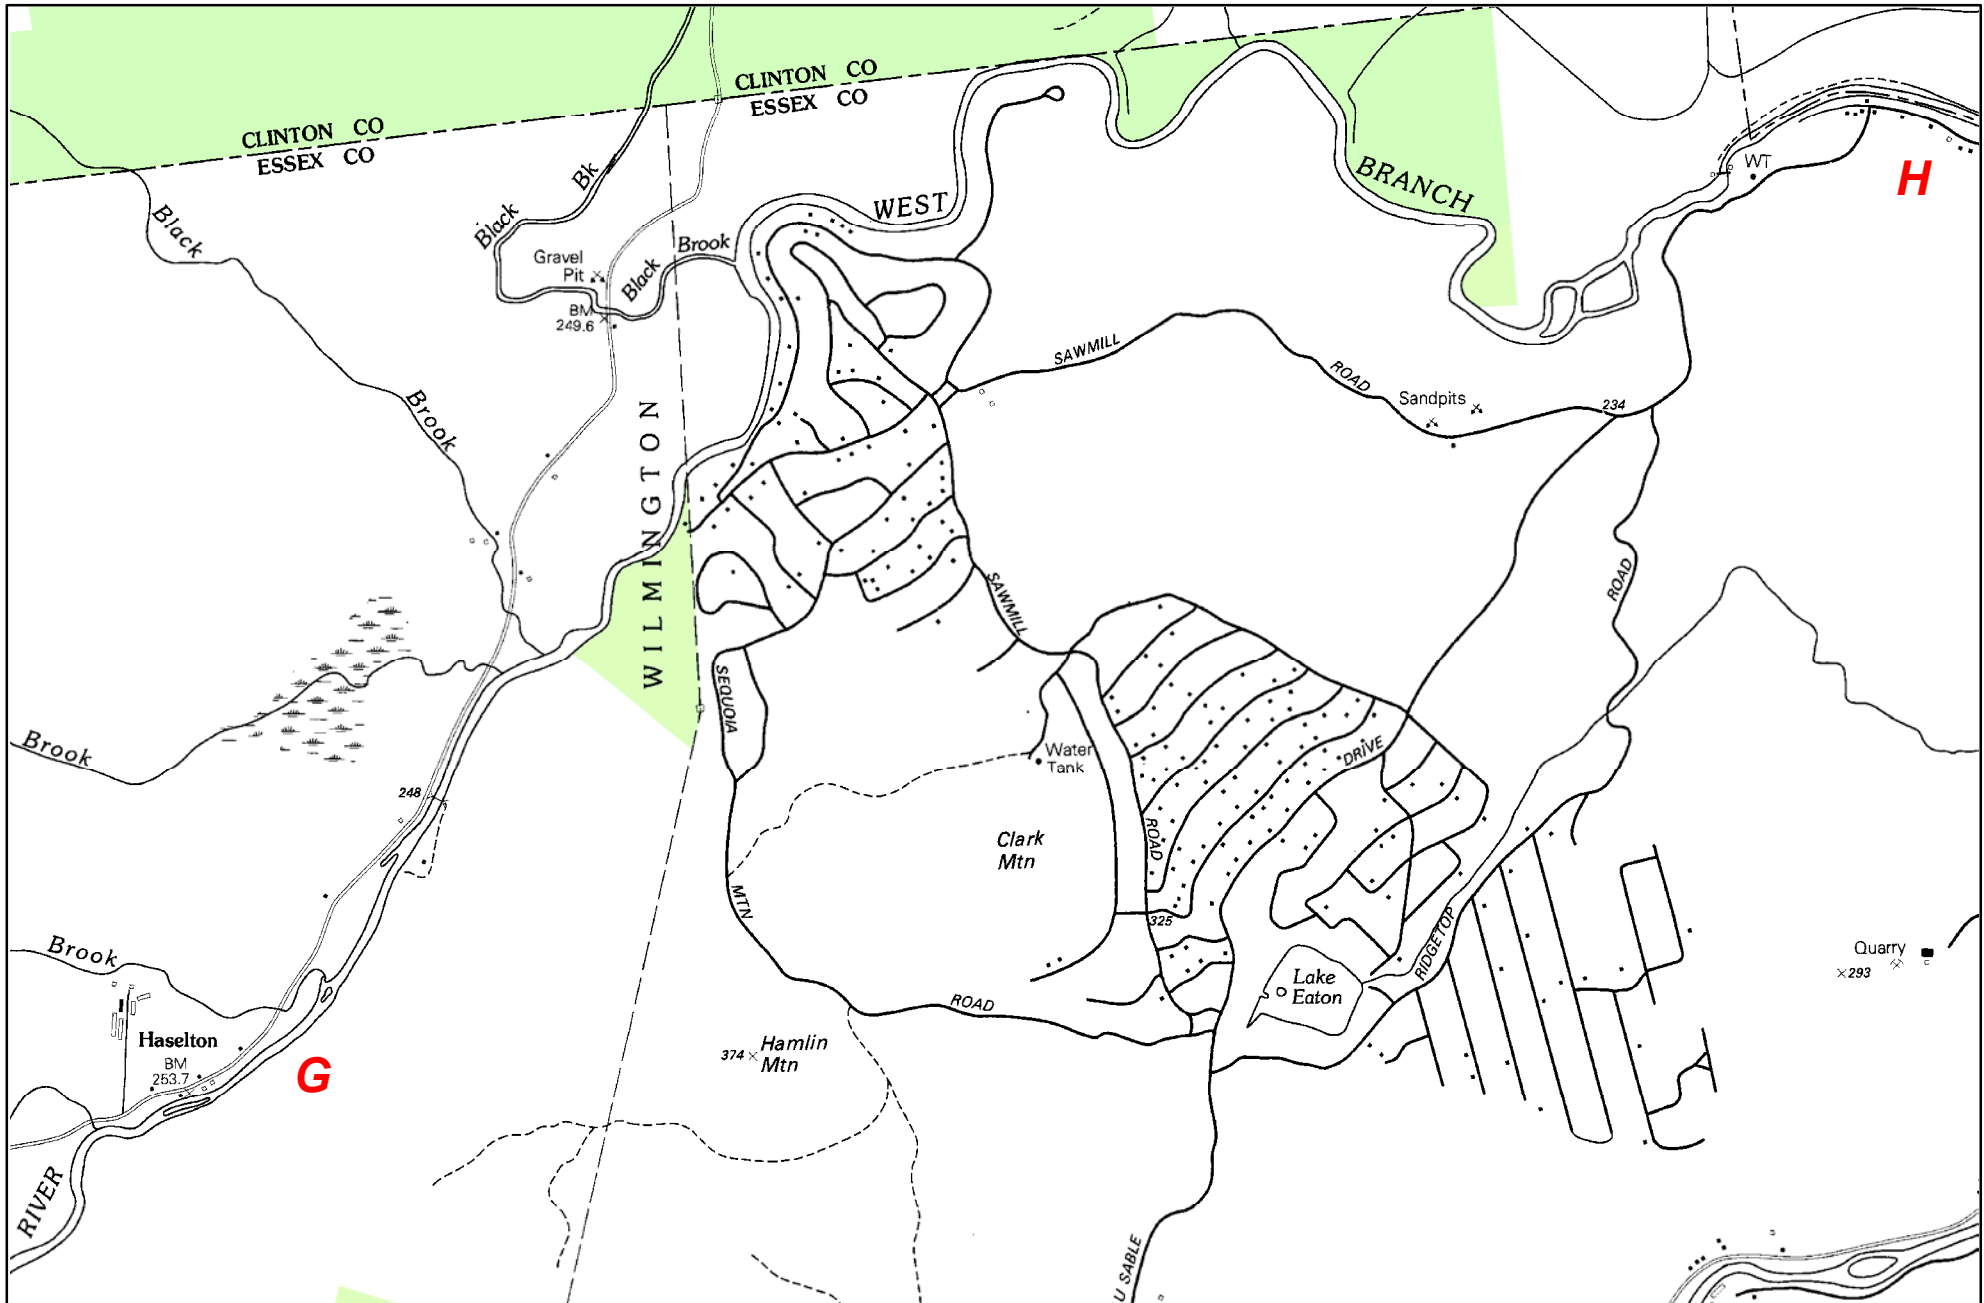 CLINTON CO
ESSEX CO
CLINTON CO
ESSEX CO
Black
Brook
Black
Bk
Gravel
Pit
BM
249.6
Black
Brook
WEST
BRANCH
WT
H
SAWMILL
ROAD
Sandpits
234
WILMINGTON
SAWMILL
ROAD
ROAD
SEQUOIA
MTN
ROAD
Water
Tank
DRIVE
Clark
Mtn
325
RIDGETOP
Lake
Eaton
Quarry
293
Brook
248
Brook
Haselton
BM
253.7
G
374
Hamlin
Mtn
RIVER
U SABLE